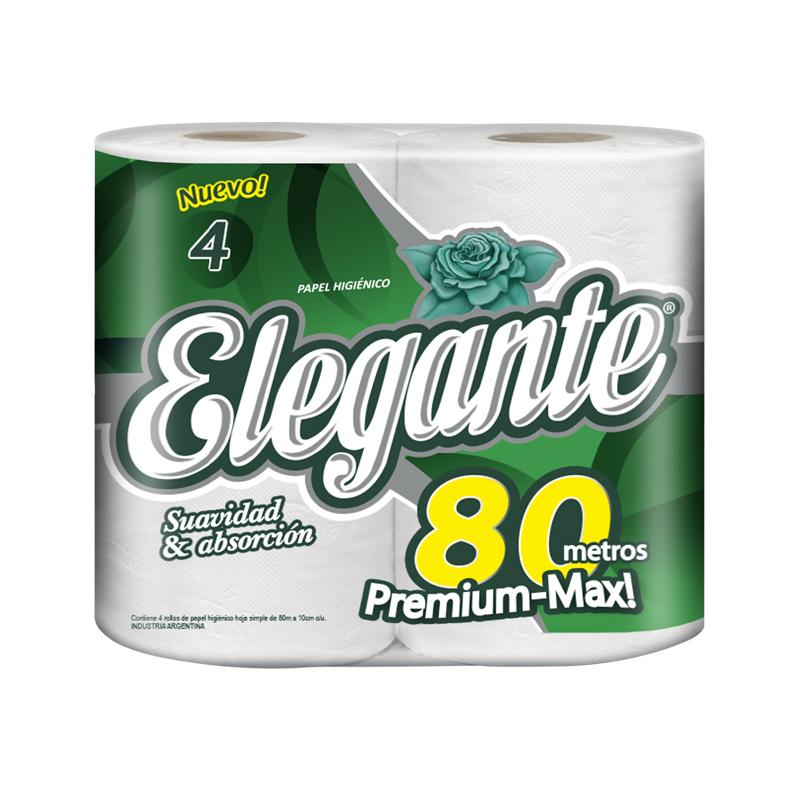 Nuevo!
4
PAPEL HIGIÉNICO
Elegante®
Suavidad
& absorción
80
metros
Premium-Max!
Contiene 4 rollos de papel higiénico hoja simple de 80m x 10cm c/u.
INDUSTRIA ARGENTINA